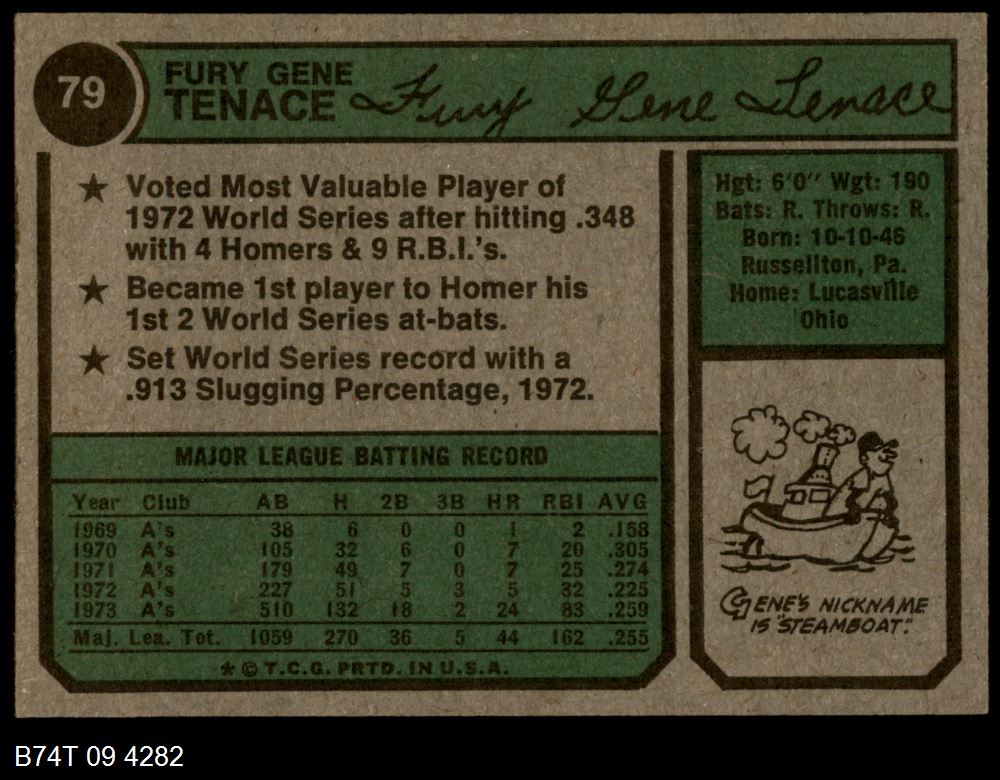 79
FURY GENE
TENACE Fury Gene Tenace
★ Voted Most Valuable Player of
1972 World Series after hitting .348
with 4 Homers & 9 R.B.I.'s.
★ Became 1st player to Homer his
1st 2 World Series at-bats.
★ Set World Series record with a
.913 Slugging Percentage, 1972.
Hgt: 6'0" Wgt: 190
Bats: R. Throws: R.
Born: 10-10-46
Russellton, Pa.
Home: Lucasville
Ohio
MAJOR LEAGUE BATTING RECORD
Year Club AB H 2B 3B HR RBI AVG
1969 A's 38 6 0 0 1 2 .158
1970 A's 105 32 6 0 7 20 .305
1971 A's 179 49 7 0 7 25 .274
1972 A's 227 51 5 3 5 32 .225
1973 A's 510 132 18 2 24 83 .259
Maj. Lea. Tot. 1059 270 36 5 44 162 .255
* © T.C.G. PRTD. IN U.S.A.
GENE'S NICKNAME
IS "STEAMBOAT."
B74T 09 4282